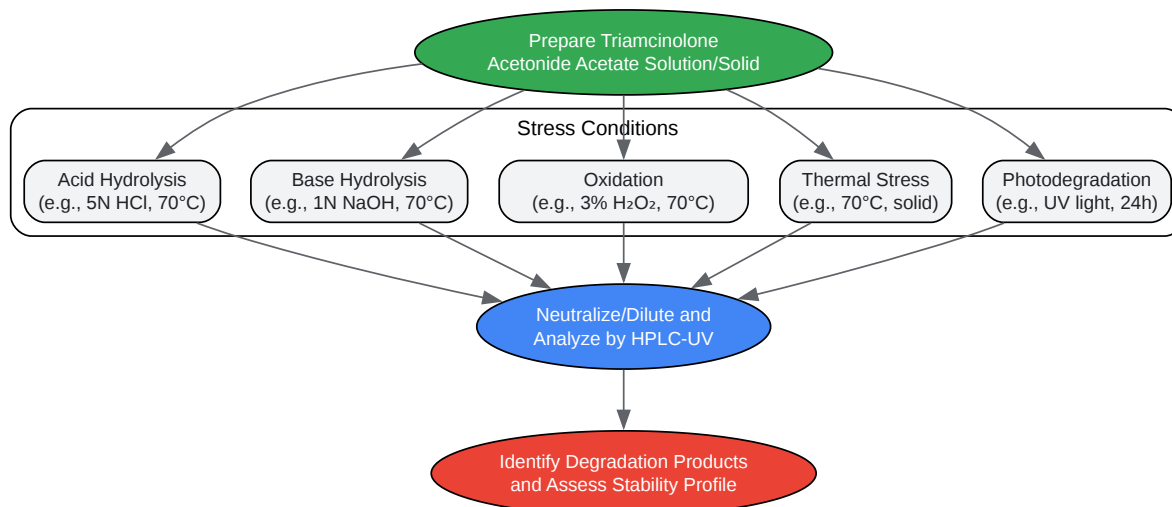 Prepare Triamcinolone
Acetonide Acetate Solution/Solid
Stress Conditions
Acid Hydrolysis
(e.g., 5N HCl, 70°C)
Base Hydrolysis
(e.g., 1N NaOH, 70°C)
Oxidation
(e.g., 3% H₂O₂, 70°C)
Thermal Stress
(e.g., 70°C, solid)
Photodegradation
(e.g., UV light, 24h)
Neutralize/Dilute and
Analyze by HPLC-UV
Identify Degradation Products
and Assess Stability Profile